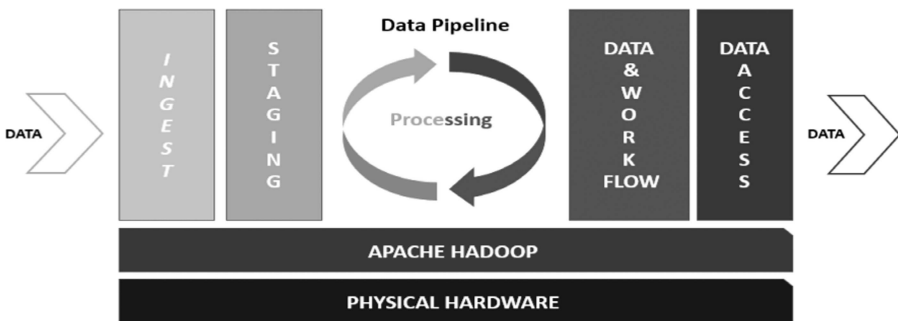 Data Pipeline
DATA
INGEST
STAGING
Processing
DATA
&
WORK
FLOW
DATA
ACCESS
DATA
APACHE HADOOP
PHYSICAL HARDWARE